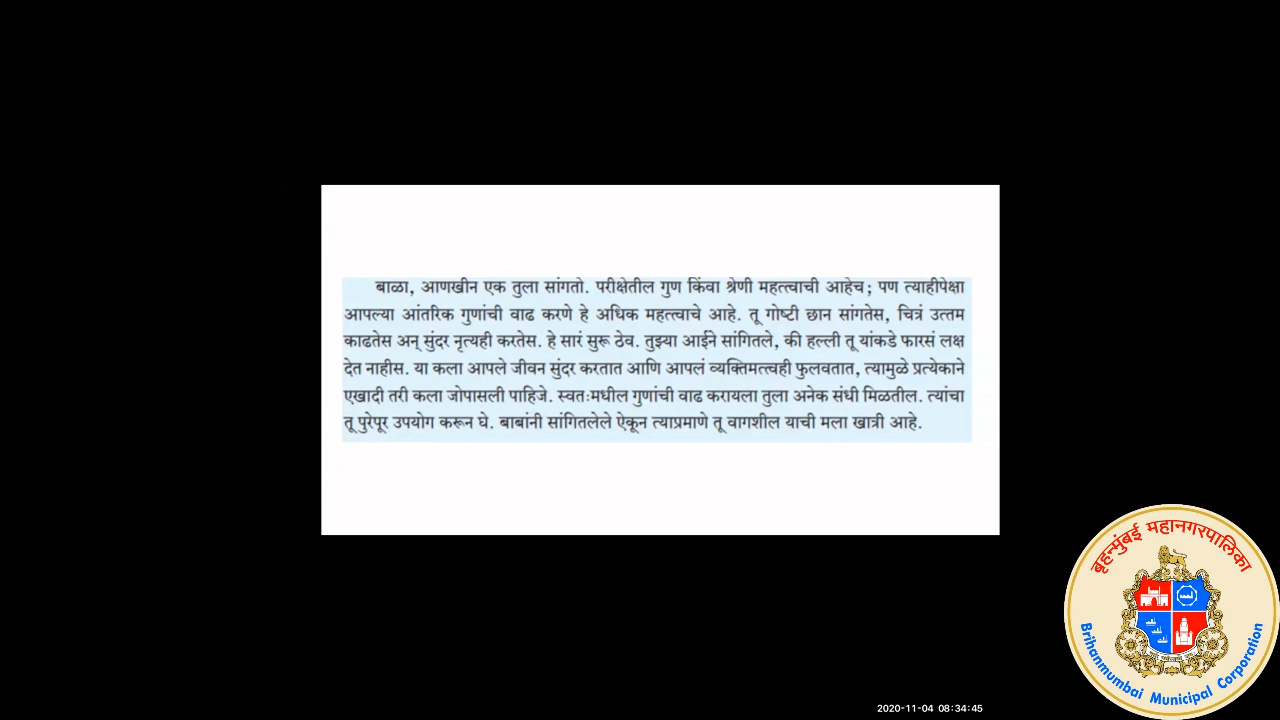 बाळा, आणखीन एक तुला सांगतो. परीक्षेतील गुण किंवा श्रेणी महत्त्वाची आहेच; पण त्याहीपेक्षा
आपल्या आंतरिक गुणांची वाढ करणे हे अधिक महत्त्वाचे आहे. तू गोष्टी छान सांगतेस, चित्रं उत्तम
काढतेस अन् सुंदर नृत्यही करतेस. हे सारं सुरू ठेव. तुझ्या आईने सांगितले, की हल्ली तू यांकडे फारसं लक्ष
देत नाहीस. या कला आपले जीवन सुंदर करतात आणि आपलं व्यक्तिमत्त्वही फुलवतात, त्यामुळे प्रत्येकाने
एखादी तरी कला जोपासली पाहिजे. स्वतःमधील गुणांची वाढ करायला तुला अनेक संधी मिळतील. त्यांचा
तू पुरेपूर उपयोग करून घे. बाबांनी सांगितलेले ऐकून त्याप्रमाणे तू वागशील याची मला खात्री आहे.
बृहन्मुंबई महानगरपालिका
Brihanmumbai Municipal Corporation
2020-11-04 08:34:45